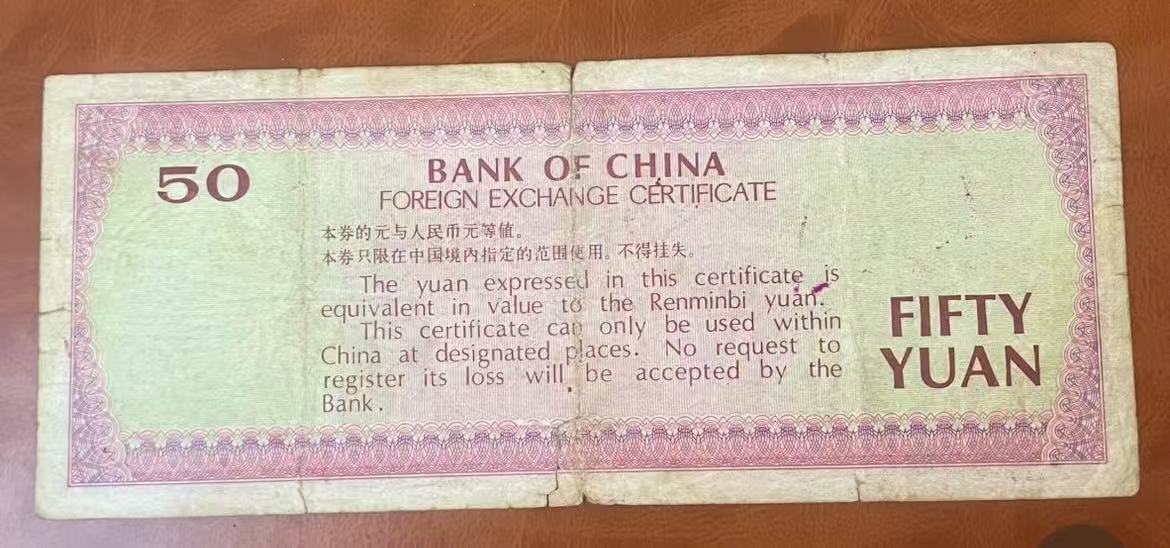 50
BANK OF CHINA
FOREIGN EXCHANGE CERTIFICATE
本券的元与人民币元等值。
本券只限在中国境内指定的范围使用。不得挂失。
The yuan expressed in this certificate is
equivalent in value to the Renminbi yuan.
This certificate can only be used within
China at designated places. No request to
register its loss will be accepted by the
Bank.
FIFTY
YUAN